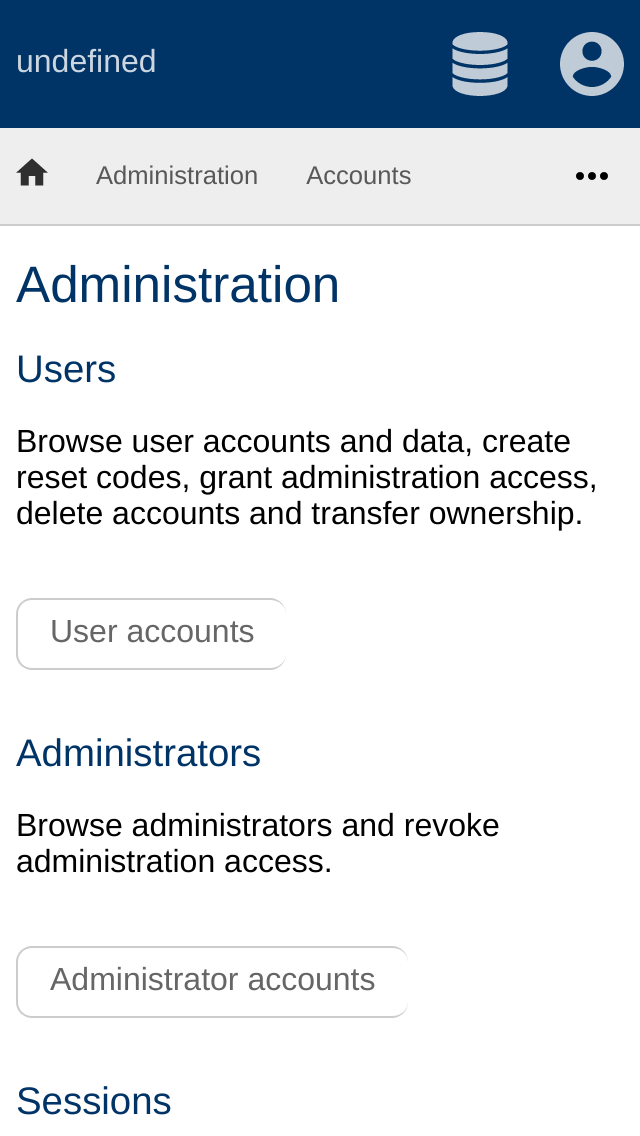 undefined
Administration Accounts
Administration
Users
Browse user accounts and data, create
reset codes, grant administration access,
delete accounts and transfer ownership.
User accounts
Administrators
Browse administrators and revoke
administration access.
Administrator accounts
Sessions